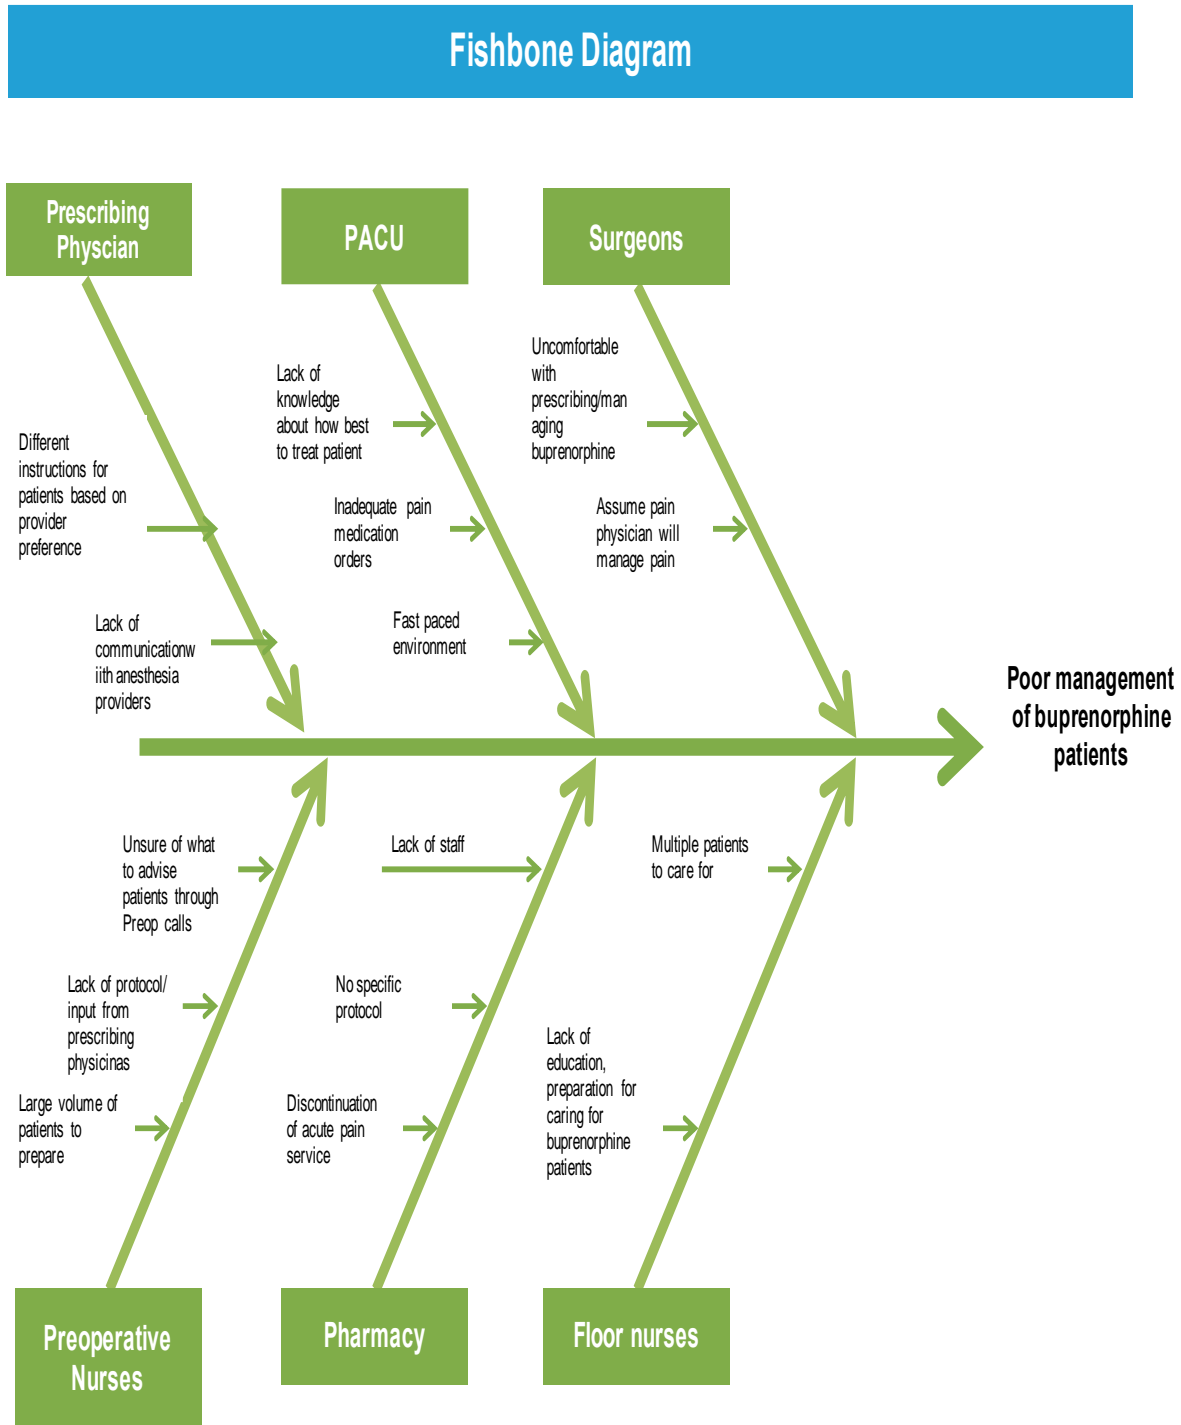 Fishbone Diagram
Prescribing
Physcian
PACU
Surgeons
Different
instructions for
patients based on
provider
preference
Lack of
communicationw
iith anesthesia
providers
Lack of
knowledge
about how best
to treat patient
Inadequate pain
medication
orders
Fast paced
environment
Uncomfortable
with
prescribing/man
aging
buprenorphine
Assume pain
physician will
manage pain
Poor management
of buprenorphine
patients
Unsure of what
to advise
patients through
Preop calls
Lack of protocol/
input from
prescribing
physicinas
Large volume of
patients to
prepare
Lack of staff
No specific
protocol
Discontinuation
of acute pain
service
Multiple patients
to care for
Lack of
education,
preparation for
caring for
buprenorphine
patients
Preoperative
Nurses
Pharmacy
Floor nurses